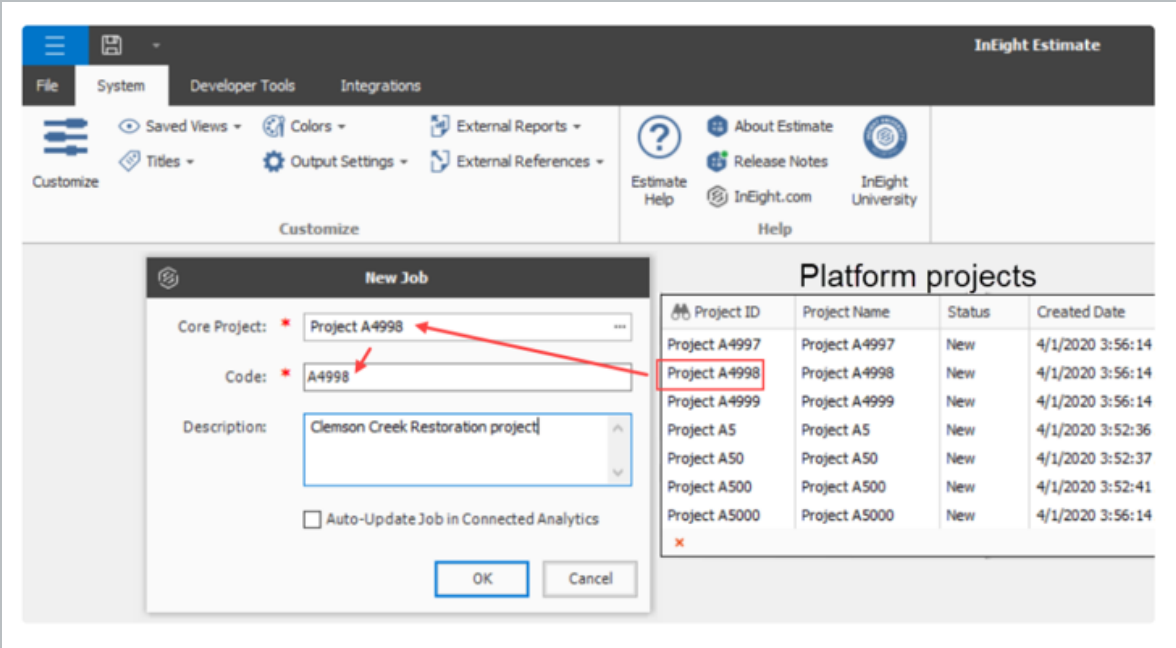 InEight Estimate
File System Developer Tools Integrations
Saved Views Colors External Reports About Estimate
Titles Output Settings External References Release Notes
Customize Estimate Help InEight.com InEight University
Customize Help
New Job Platform projects
Project ID Project Name Status Created Date
Core Project: * Project A4998 ...
Project A4997 Project A4997 New 4/1/2020 3:56:14
Code: * A4998 Project A4998 Project A4998 New 4/1/2020 3:56:14
Project A4999 Project A4999 New 4/1/2020 3:56:14
Description: Clemson Creek Restoration project Project A5 Project A5 New 4/1/2020 3:52:36
Project A50 Project A50 New 4/1/2020 3:52:37
Project A500 Project A500 New 4/1/2020 3:52:41
Auto-Update Job in Connected Analytics Project A5000 Project A5000 New 4/1/2020 3:56:14
OK Cancel